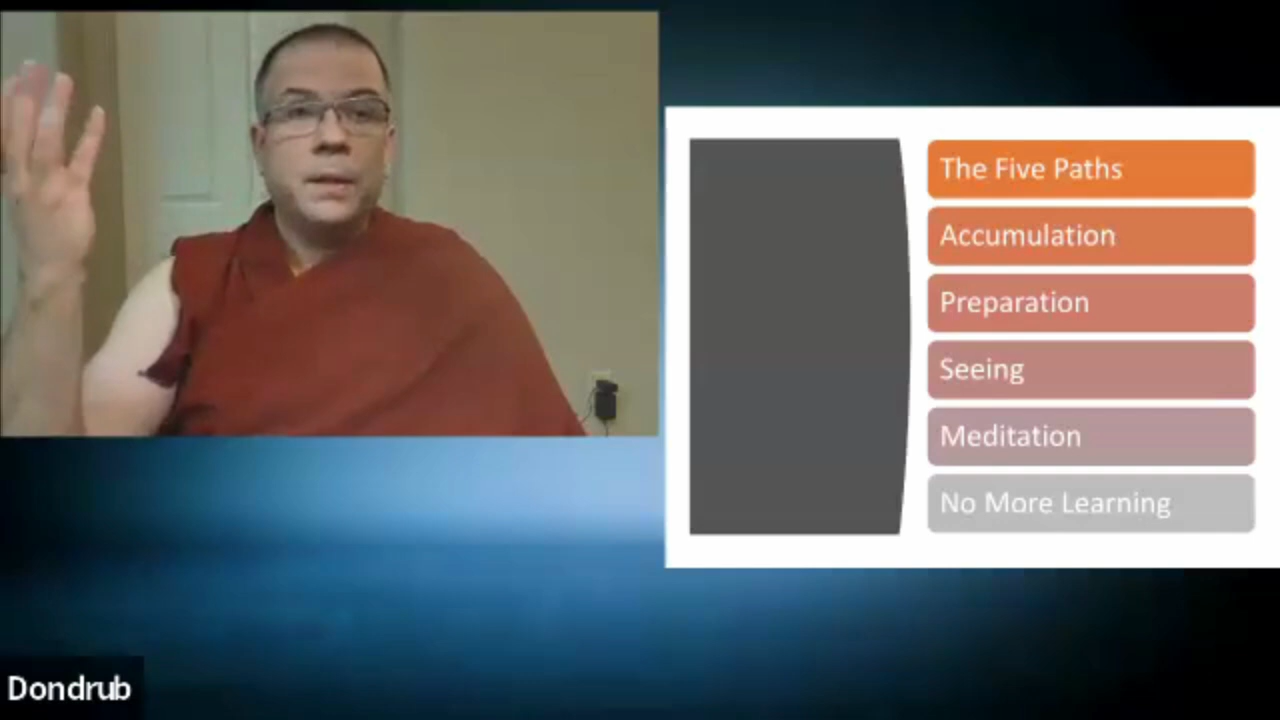 The Five Paths
Accumulation
Preparation
Seeing
Meditation
No More Learning
Dondrub